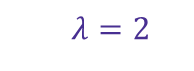 λ = 2